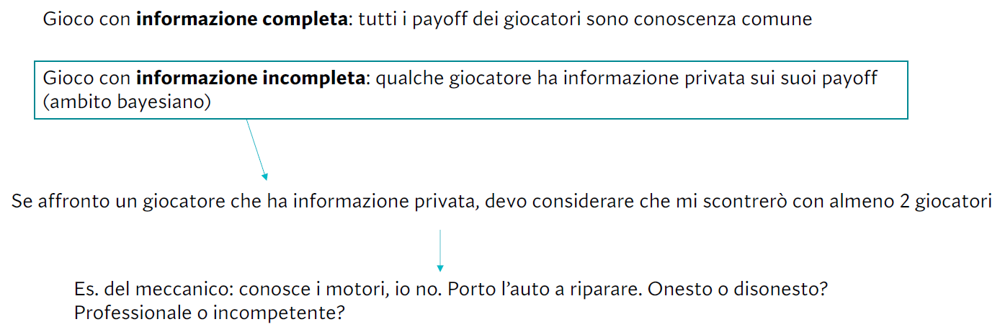 Gioco con informazione completa: tutti i payoff dei giocatori sono conoscenza comune
Gioco con informazione incompleta: qualche giocatore ha informazione privata sui suoi payoff
(ambito bayesiano)
Se affronto un giocatore che ha informazione privata, devo considerare che mi scontrerò con almeno 2 giocatori
Es. del meccanico: conosce i motori, io no. Porto l’auto a riparare. Onesto o disonesto?
Professionale o incompetente?